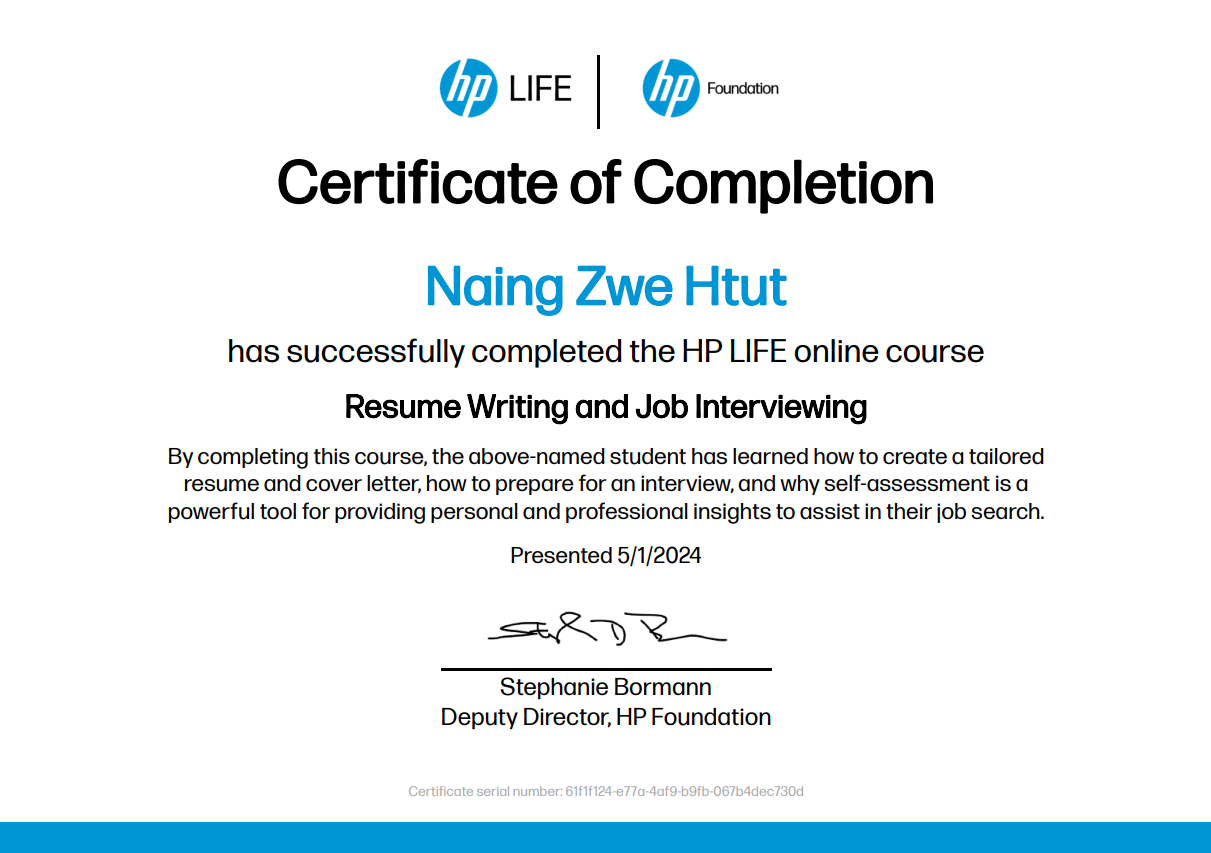 hp LIFE hp Foundation
Certificate of Completion
Naing Zwe Htut
has successfully completed the HP LIFE online course
Resume Writing and Job Interviewing
By completing this course, the above-named student has learned how to create a tailored
resume and cover letter, how to prepare for an interview, and why self-assessment is a
powerful tool for providing personal and professional insights to assist in their job search.
Presented 5/1/2024
Stephanie Bormann
Deputy Director, HP Foundation
Certificate serial number: 61f1f124-e77a-4af9-b9fb-067b4dec730d